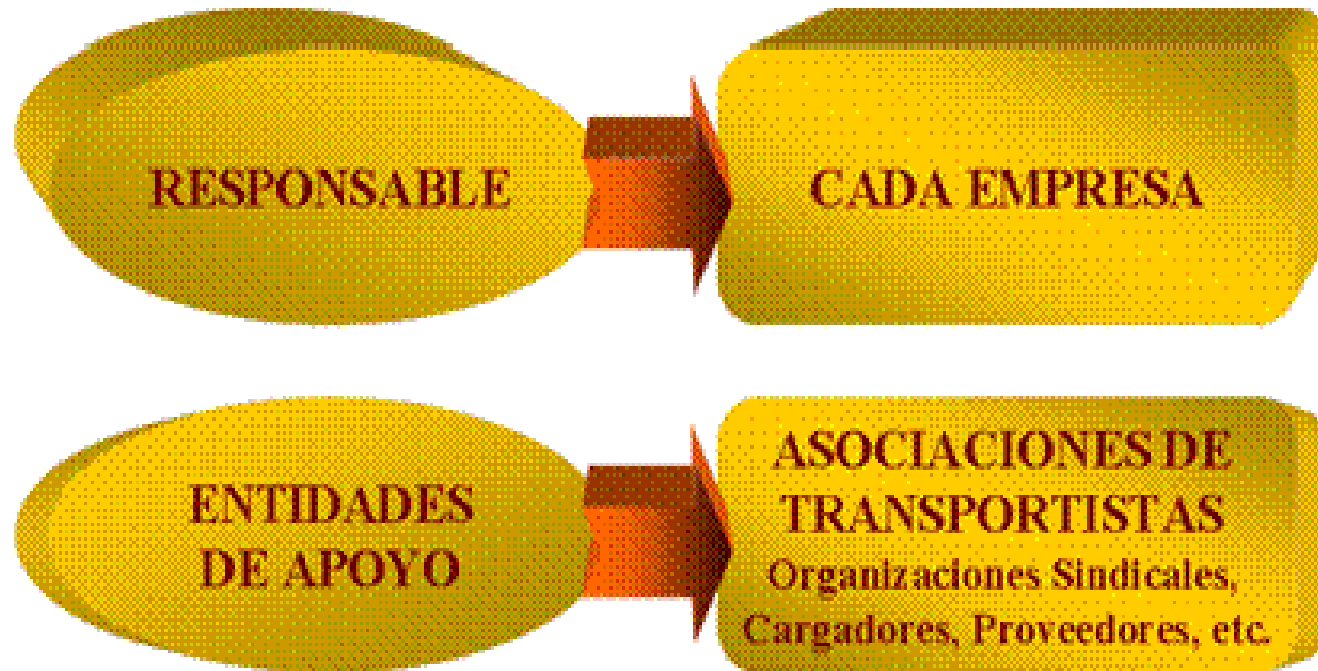 RESPONSABLE
CADA EMPRESA
ENTIDADES
DE APOYO
ASOCIACIONES DE
TRANSPORTISTAS
Organizaciones Sindicales,
Cargadores, Proveedores, etc.